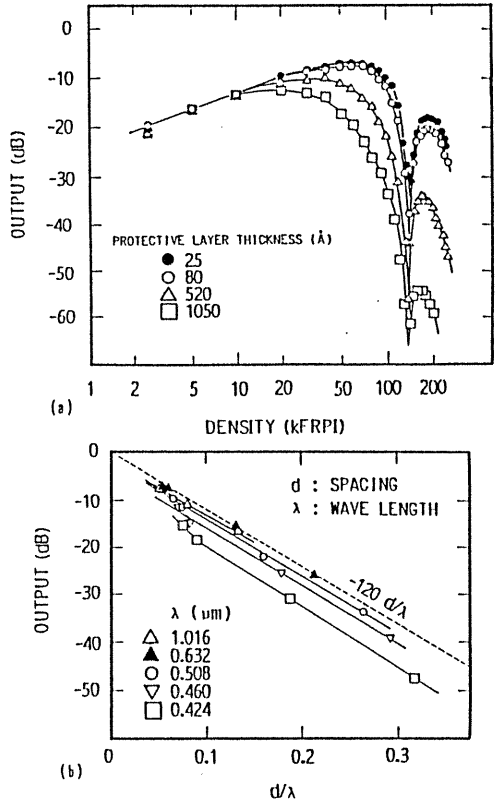 0
-10
-20
-30
-40
-50
-60
OUTPUT (dB)
PROTECTIVE LAYER THICKNESS (Å)
25
80
520
1050
1 2 5 10 20 50 100 200
(a)
DENSITY (kFRPI)
0
-10
-20
-30
-40
-50
OUTPUT (dB)
d : SPACING
λ : WAVE LENGTH
-120 d/λ
λ (μm)
1.016
0.632
0.508
0.460
0.424
(b)
0 0.1 0.2 0.3
d/λ